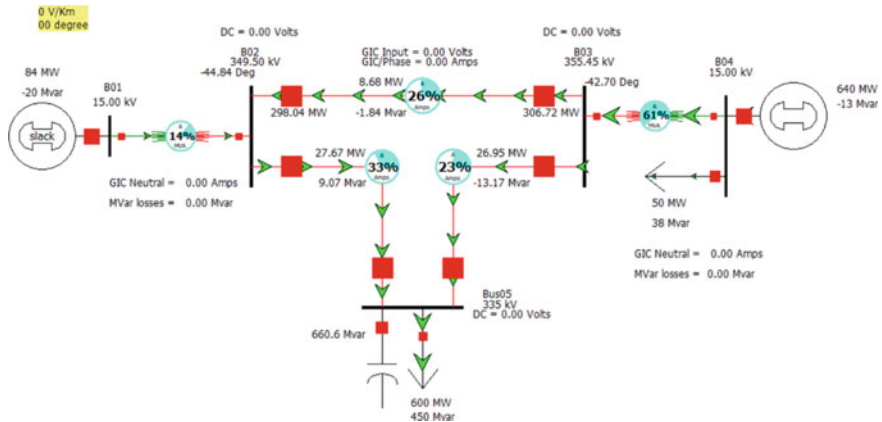 0 V/Km
00 degree
DC = 0.00 Volts
B02
349.50 kV
-44.84 Deg
GIC Input = 0.00 Volts
GIC/Phase = 0.00 Amps
DC = 0.00 Volts
B03
355.45 kV
-42.70 Deg
B04
15.00 kV
84 MW
-20 Mvar
B01
15.00 kV
8.68 MW
26%
Amps
-1.84 Mvar
298.04 MW
306.72 MW
61%
MVA
640 MW
-13 Mvar
slack
14%
MVA
27.67 MW
9.07 Mvar
33%
Amps
23%
Amps
26.95 MW
-13.17 Mvar
GIC Neutral = 0.00 Amps
MVar losses = 0.00 Mvar
50 MW
38 Mvar
GIC Neutral = 0.00 Amps
MVar losses = 0.00 Mvar
Bus05
335 kV
DC = 0.00 Volts
660.6 Mvar
600 MW
450 Mvar